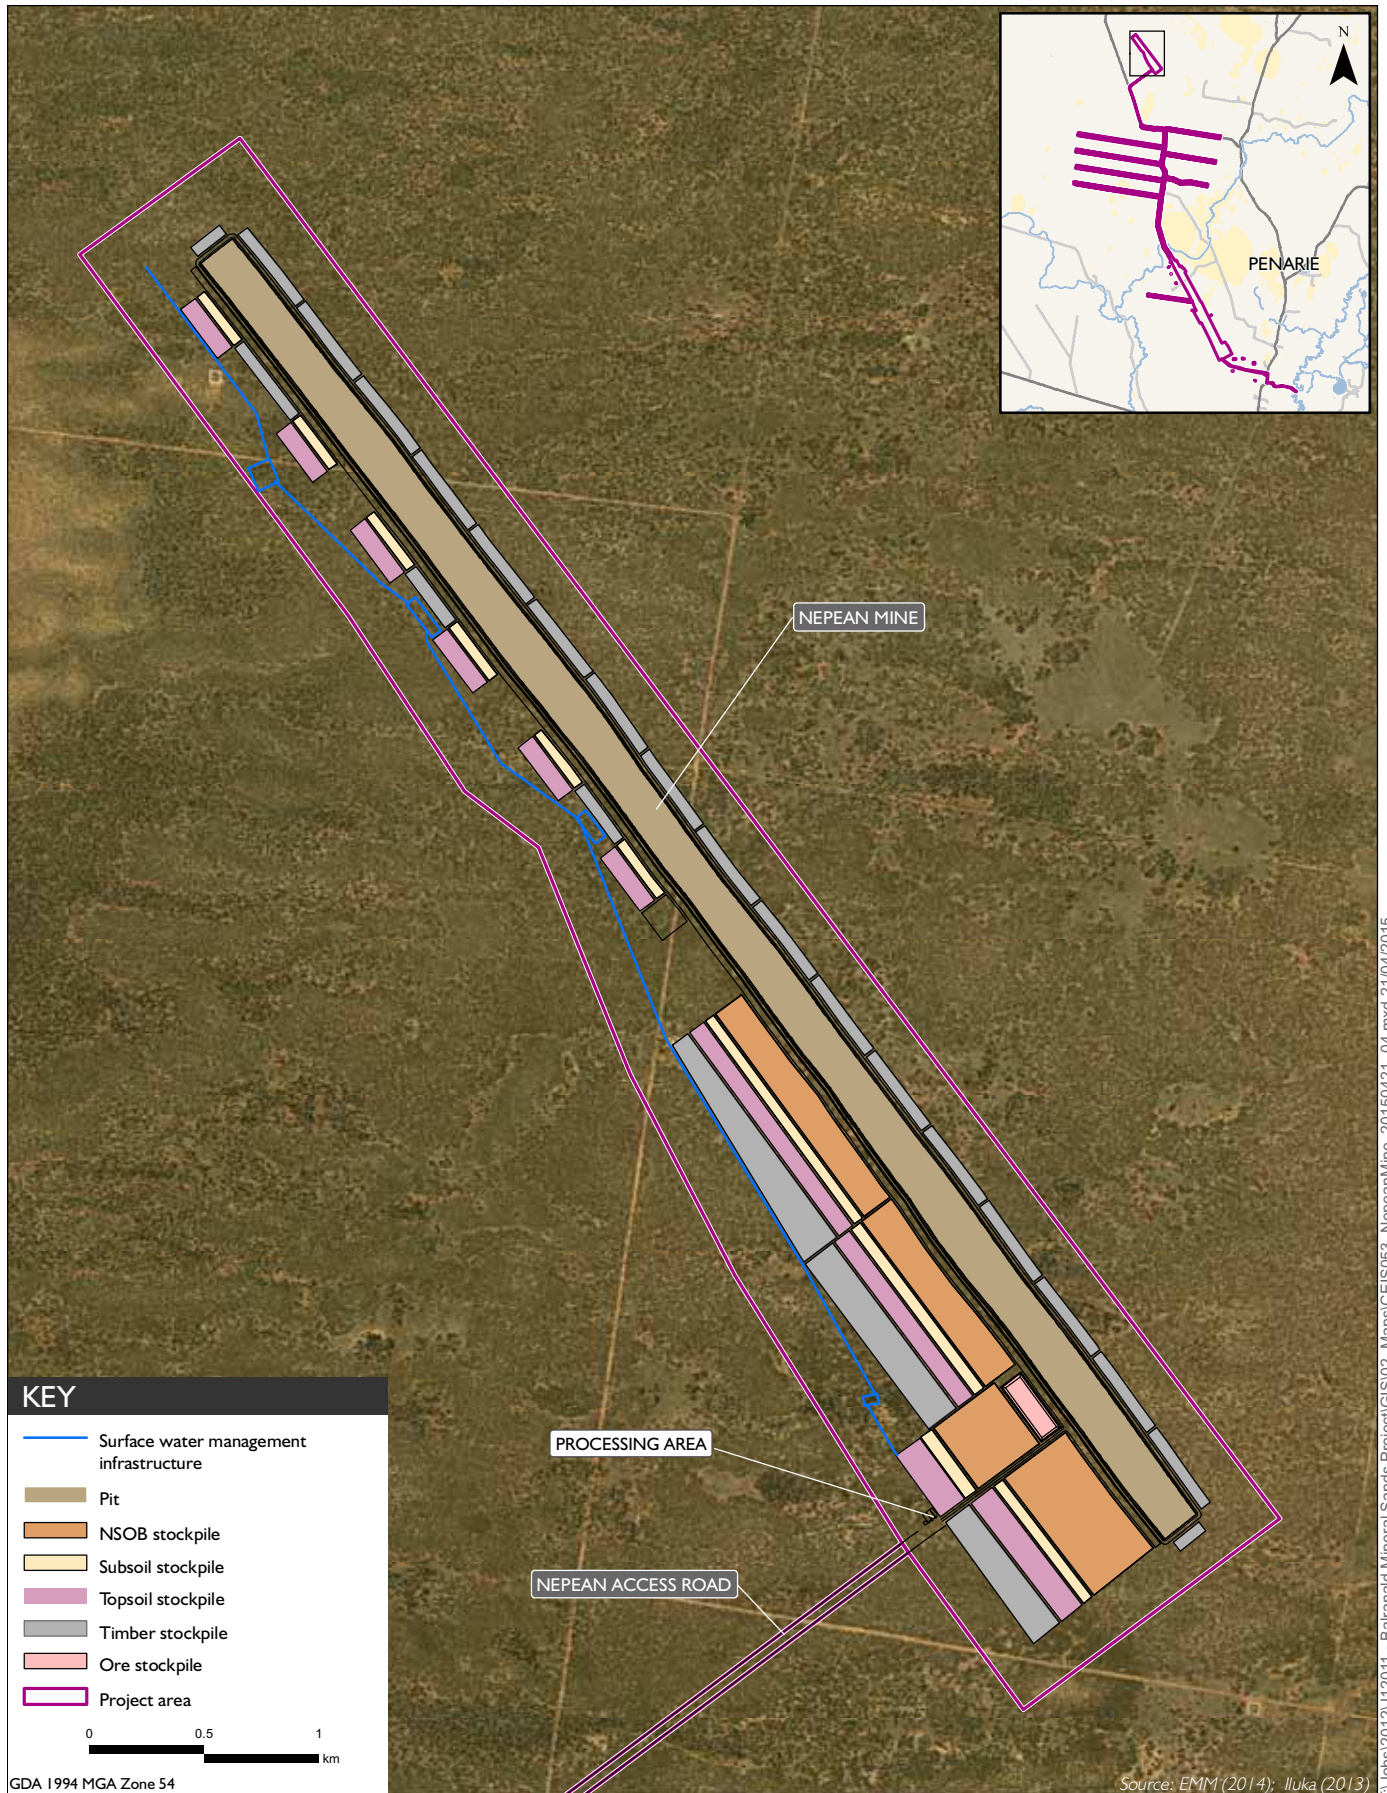 N
PENARIE
NEPEAN MINE
PROCESSING AREA
NEPEAN ACCESS ROAD
KEY
Surface water management
infrastructure
Pit
NSOB stockpile
Subsoil stockpile
Topsoil stockpile
Timber stockpile
Ore stockpile
Project area
0 0.5 1
km
GDA 1994 MGA Zone 54
Source: EMM (2014); Iluka (2013)